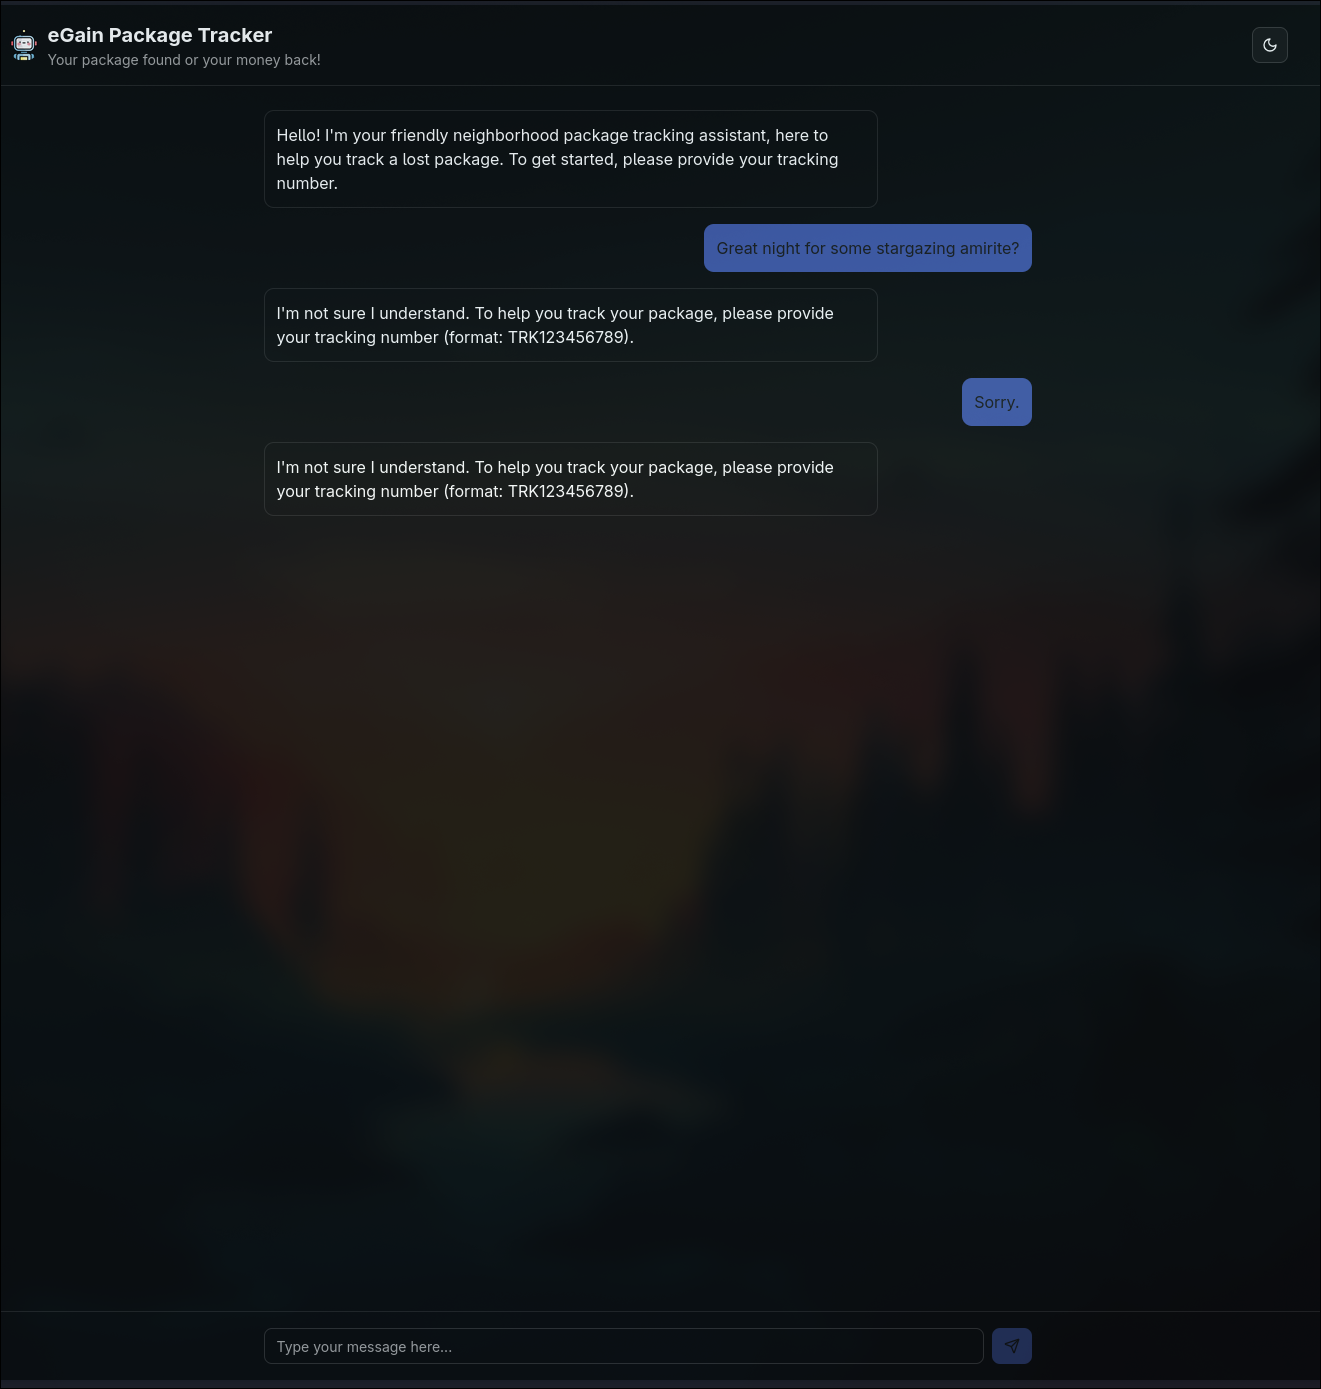 eGain Package Tracker
Your package found or your money back!
Hello! I'm your friendly neighborhood package tracking assistant, here to
help you track a lost package. To get started, please provide your tracking
number.
Great night for some stargazing amirite?
I'm not sure I understand. To help you track your package, please provide
your tracking number (format: TRK123456789).
Sorry.
I'm not sure I understand. To help you track your package, please provide
your tracking number (format: TRK123456789).
Type your message here...